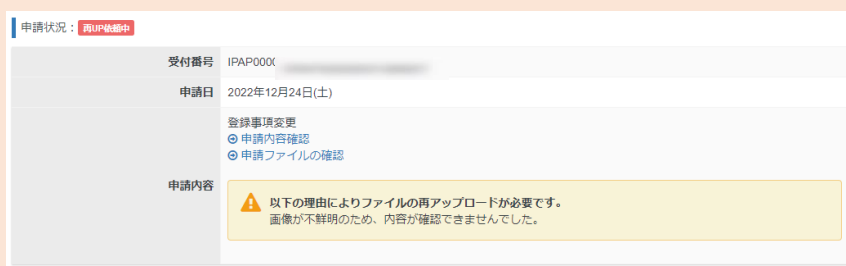 申請状況：再UP依頼中
受付番号 IPAP0000
申請日 2022年12月24日(土)
登録事項変更
申請内容確認
申請ファイルの確認
申請内容
以下の理由によりファイルの再アップロードが必要です。
画像が不鮮明のため、内容が確認できませんでした。